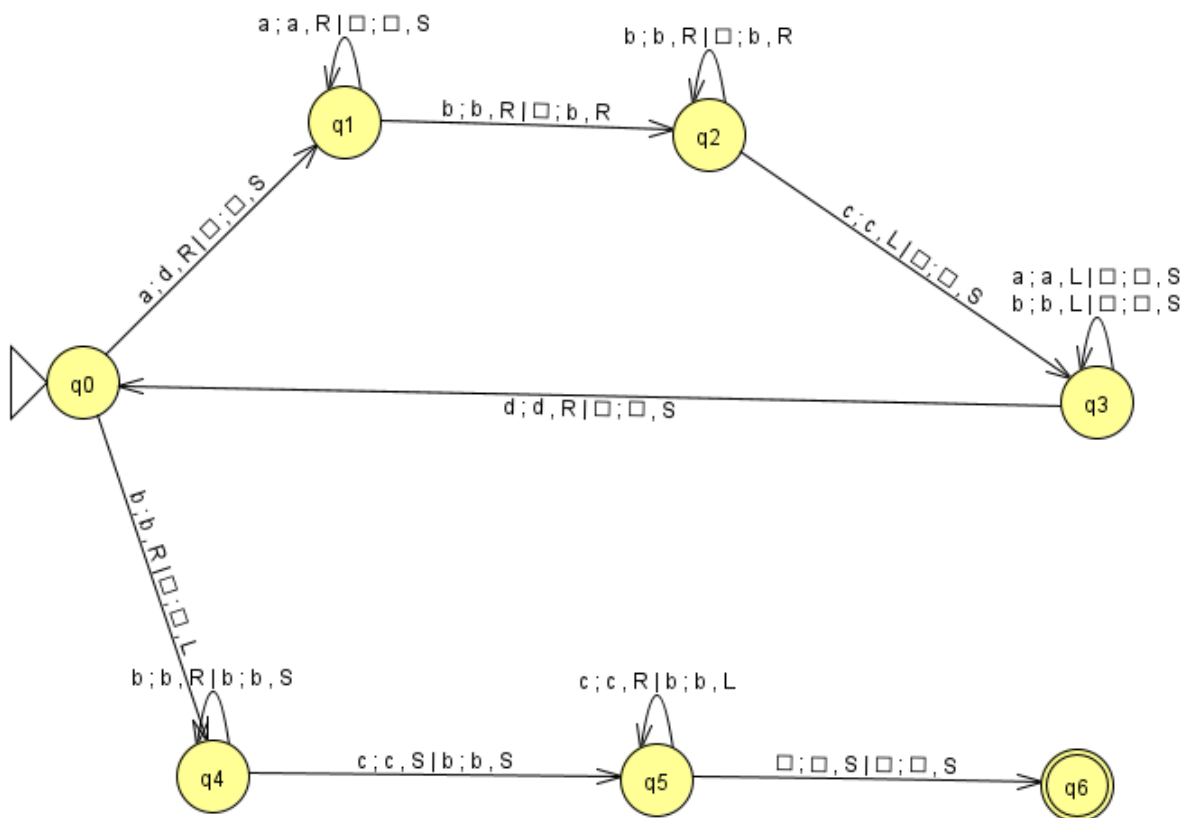 a ; a , R | □ ; □ , S
b ; b , R | □ ; b , R
q1
b ; b , R | □ ; b , R
q2
a ; d , R | □ ; □ , S
c ; c , L | □ ; □ , S
a ; a , L | □ ; □ , S
b ; b , L | □ ; □ , S
q0
q3
d ; d , R | □ ; □ , S
b ; b , R | □ ; □ , L
b ; b , R | b ; b , S
c ; c , R | b ; b , L
q4
c ; c , S | b ; b , S
q5
□ ; □ , S | □ ; □ , S
q6